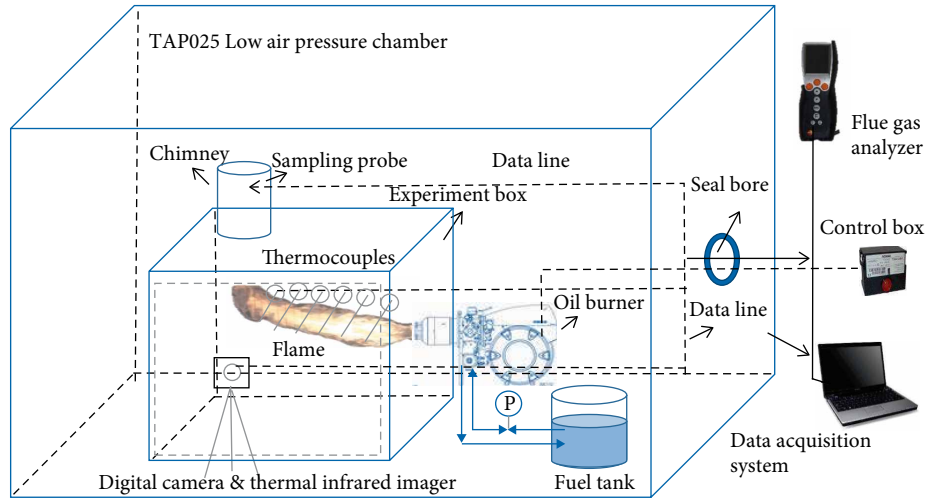 TAP025 Low air pressure chamber
Chimney
Sampling probe
Data line
Experiment box
Seal bore
Flue gas
analyzer
Control box
Thermocouples
Oil burner
Data line
Flame
P
Digital camera & thermal infrared imager
Fuel tank
Data acquisition
system